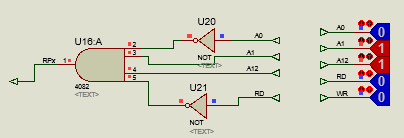 U20
A0
A0 0
U16:A
A1
A1 1
NOT
<TEXT>
RPx 1 2 3 4 5
A12
A12 1
4082
<TEXT>
U21
RD
RD 0
WR 0
NOT
<TEXT>